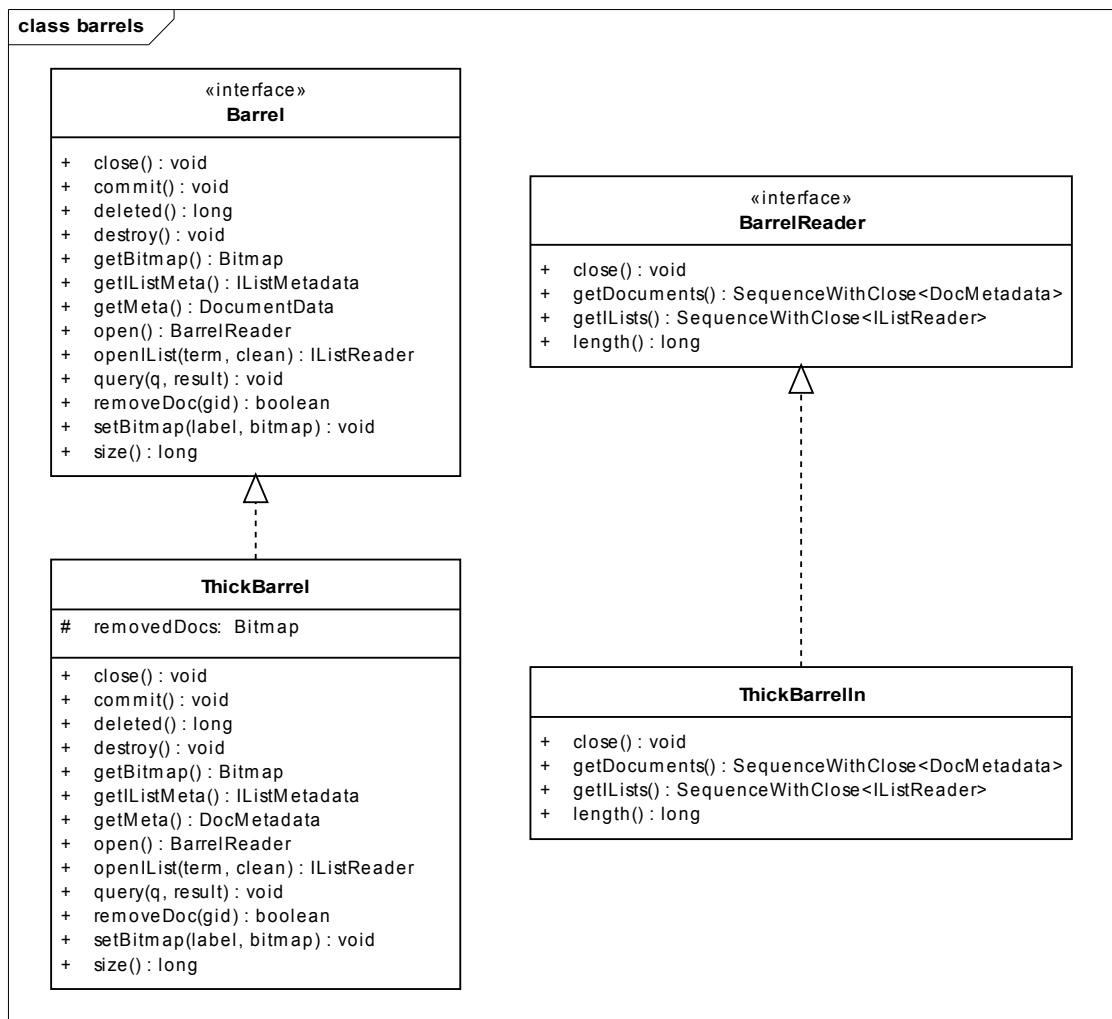 class barrels
«interface»
Barrel
+ close() : void
+ commit() : void
+ deleted() : long
+ destroy() : void
+ getBitmap() : Bitmap
+ getIListMeta() : IListMetadata
+ getMeta() : DocumentData
+ open() : BarrelReader
+ openIList(term, clean) : IListReader
+ query(q, result) : void
+ removeDoc(gid) : boolean
+ setBitmap(label, bitmap) : void
+ size() : long
«interface»
BarrelReader
+ close() : void
+ getDocuments() : SequenceWithClose<DocMetadata>
+ getILists() : SequenceWithClose<IListReader>
+ length() : long
ThickBarrel
# removedDocs: Bitmap
+ close() : void
+ commit() : void
+ deleted() : long
+ destroy() : void
+ getBitmap() : Bitmap
+ getIListMeta() : IListMetadata
+ getMeta() : DocMetadata
+ open() : BarrelReader
+ openIList(term, clean) : IListReader
+ query(q, result) : void
+ removeDoc(gid) : boolean
+ setBitmap(label, bitmap) : void
+ size() : long
ThickBarrelIn
+ close() : void
+ getDocuments() : SequenceWithClose<DocMetadata>
+ getILists() : SequenceWithClose<IListReader>
+ length() : long